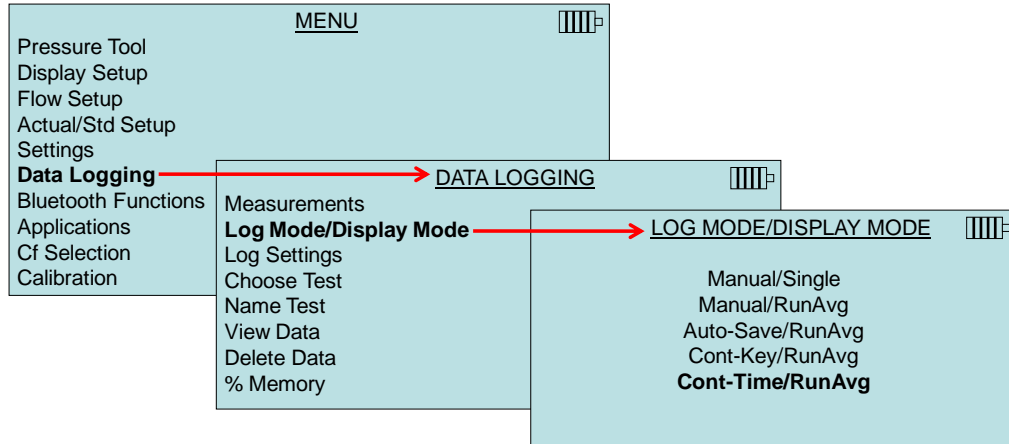 MENU
Pressure Tool
Display Setup
Flow Setup
Actual/Std Setup
Settings
Data Logging
Bluetooth Functions
Applications
Cf Selection
Calibration
DATA LOGGING
Measurements
Log Mode/Display Mode
Log Settings
Choose Test
Name Test
View Data
Delete Data
% Memory
LOG MODE/DISPLAY MODE
Manual/Single
Manual/RunAvg
Auto-Save/RunAvg
Cont-Key/RunAvg
Cont-Time/RunAvg